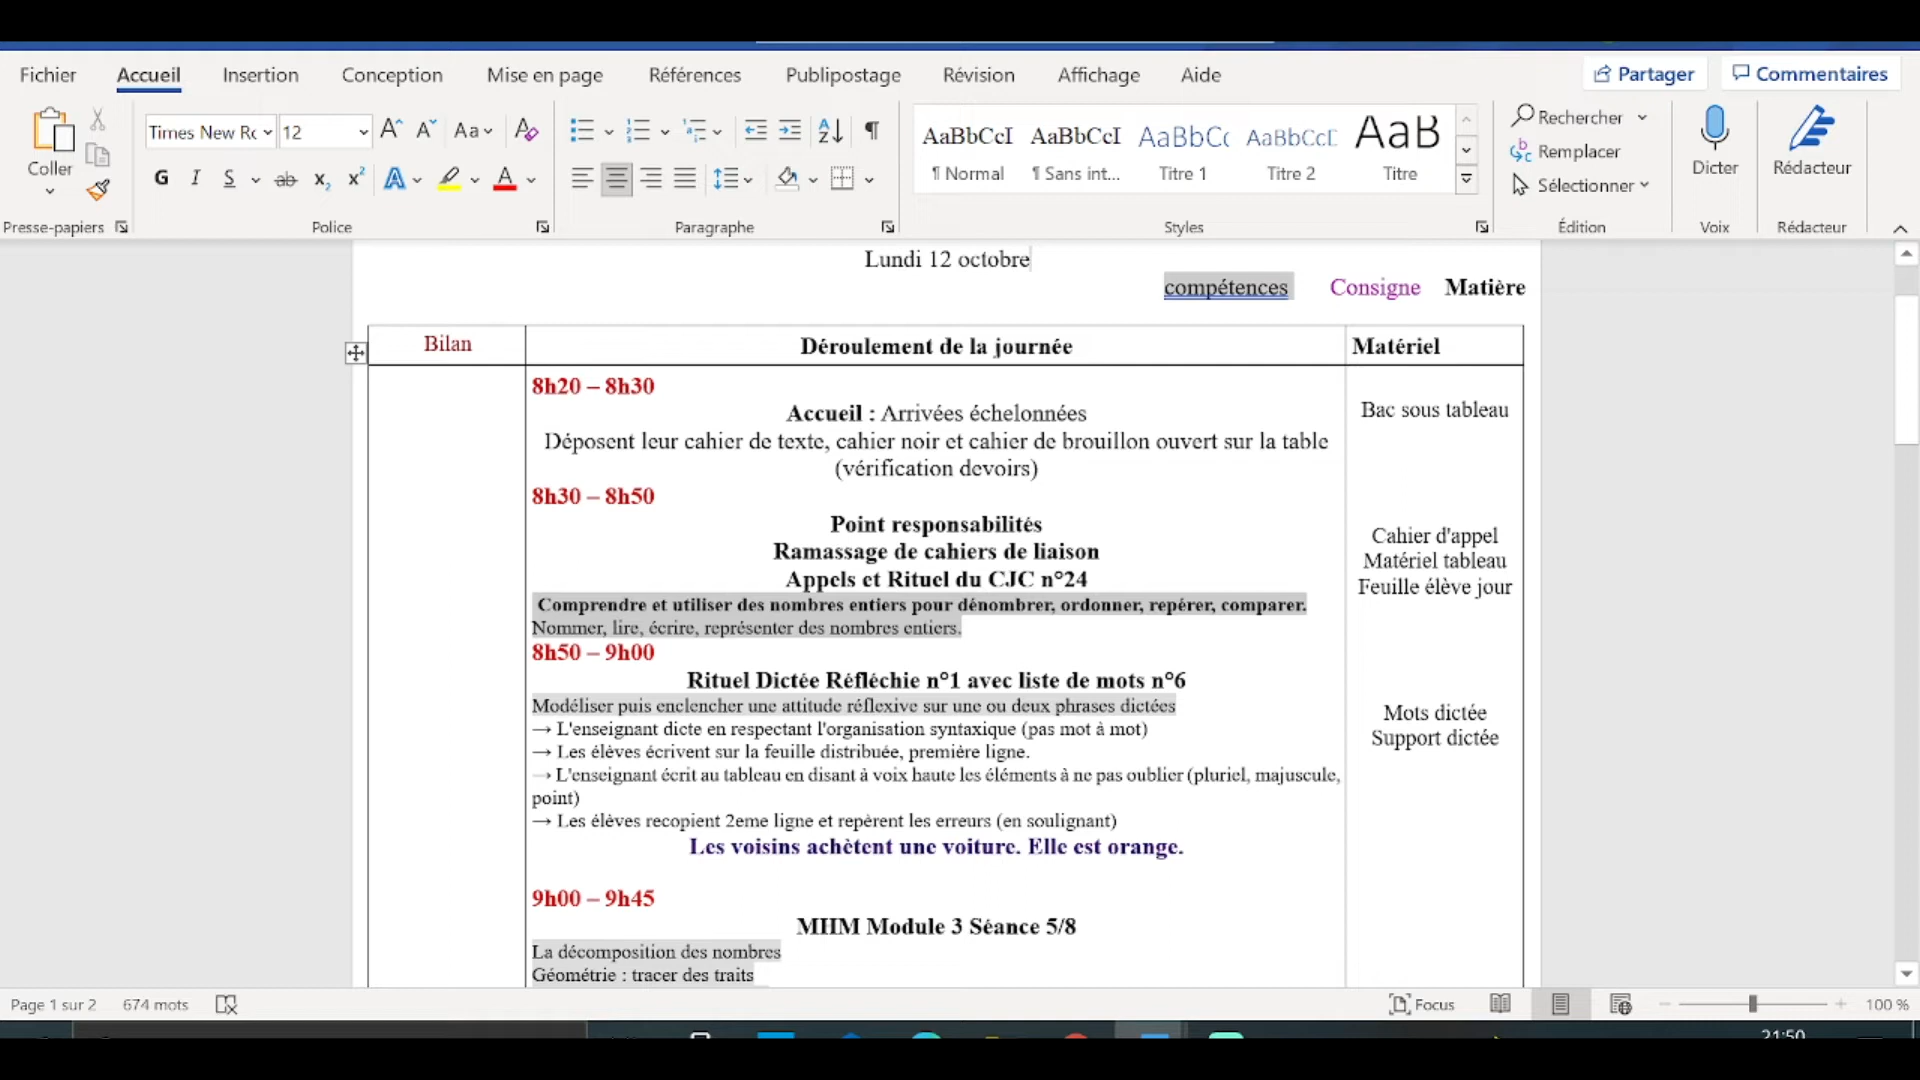 Fichier Accueil Insertion Conception Mise en page Références Publipostage Révision Affichage Aide Partager Commentaires
Coller
Times New Rc 12
G I S ab x₂ x² A A
Aa
AaBbCcI AaBbCcI AaBbCc AaBbCcD AaB
¶ Normal ¶ Sans int... Titre 1 Titre 2 Titre
Rechercher
Remplacer
Sélectionner
Dicter
Rédacteur
Presse-papiers Police Paragraphe Styles Édition Voix Rédacteur
Lundi 12 octobre
compétences Consigne Matière
Bilan Déroulement de la journée Matériel
8h20 – 8h30
Accueil : Arrivées échelonnées
Bac sous tableau
Déposent leur cahier de texte, cahier noir et cahier de brouillon ouvert sur la table
(vérification devoirs)
8h30 – 8h50
Point responsabilités
Ramassage de cahiers de liaison
Appels et Rituel du CJC n°24
Cahier d'appel
Matériel tableau
Feuille élève jour
Comprendre et utiliser des nombres entiers pour dénombrer, ordonner, repérer, comparer.
Nommer, lire, écrire, représenter des nombres entiers.
8h50 – 9h00
Rituel Dictée Réfléchie n°1 avec liste de mots n°6
Modéliser puis enclencher une attitude réflexive sur une ou deux phrases dictées
→ L'enseignant dicte en respectant l'organisation syntaxique (pas mot à mot)
→ Les élèves écrivent sur la feuille distribuée, première ligne.
→ L'enseignant écrit au tableau en disant à voix haute les éléments à ne pas oublier (pluriel, majuscule,
point)
→ Les élèves recopient 2eme ligne et repèrent les erreurs (en soulignant)
Mots dictée
Support dictée
Les voisins achètent une voiture. Elle est orange.
9h00 – 9h45
MHM Module 3 Séance 5/8
La décomposition des nombres
Géométrie : tracer des traits
Page 1 sur 2 674 mots Focus 100 %
21:50